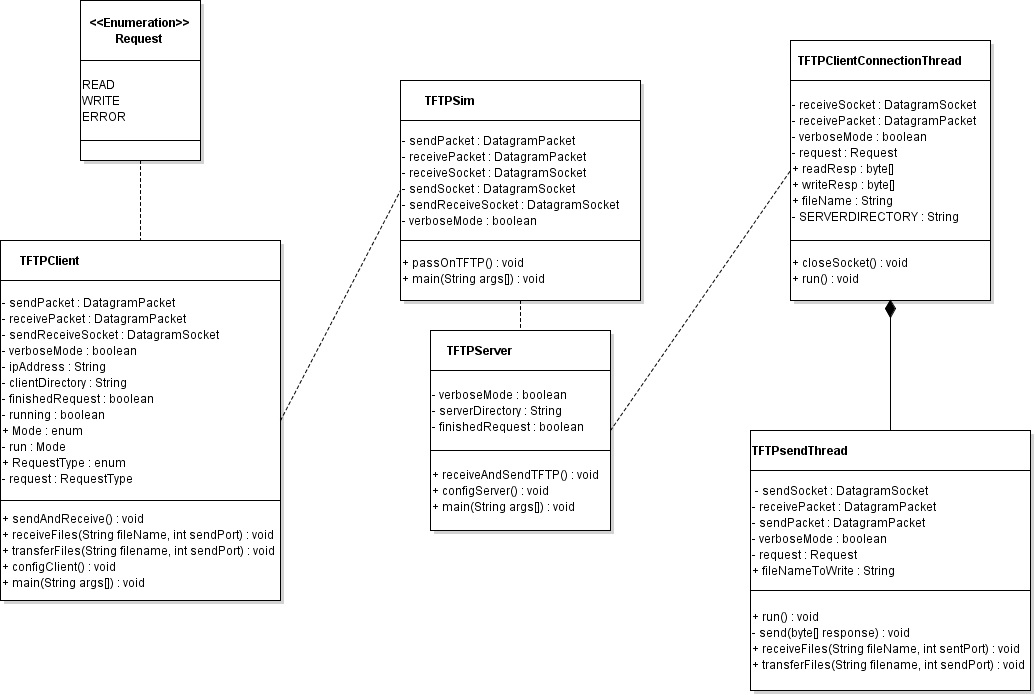 <<Enumeration>>
Request
READ
WRITE
ERROR
TFTPClient
- sendPacket : DatagramPacket
- receivePacket : DatagramPacket
- sendReceiveSocket : DatagramSocket
- verboseMode : boolean
- ipAddress : String
- clientDirectory : String
- finishedRequest : boolean
- running : boolean
+ Mode : enum
- run : Mode
+ RequestType : enum
- request : RequestType
+ sendAndReceive() : void
+ receiveFiles(String fileName, int sendPort) : void
+ transferFiles(String filename, int sendPort) : void
+ configClient() : void
+ main(String args[]) : void
TFTPSim
- sendPacket : DatagramPacket
- receivePacket : DatagramPacket
- receiveSocket : DatagramSocket
- sendSocket : DatagramSocket
- sendReceiveSocket : DatagramSocket
- verboseMode : boolean
+ passOnTFTP() : void
+ main(String args[]) : void
TFTPServer
- verboseMode : boolean
- serverDirectory : String
- finishedRequest : boolean
+ receiveAndSendTFTP() : void
+ configServer() : void
+ main(String args[]) : void
TFTPClientConnectionThread
- receiveSocket : DatagramSocket
- receivePacket : DatagramPacket
- verboseMode : boolean
- request : Request
+ readResp : byte[]
+ writeResp : byte[]
+ fileName : String
- SERVERDIRECTORY : String
+ closeSocket() : void
+ run() : void
TFTPsendThread
- sendSocket : DatagramSocket
- receivePacket : DatagramPacket
- sendPacket : DatagramPacket
- verboseMode : boolean
- request : Request
+ fileNameToWrite : String
+ run() : void
- send(byte[] response) : void
+ receiveFiles(String fileName, int sentPort) : void
+ transferFiles(String filename, int sendPort) : void